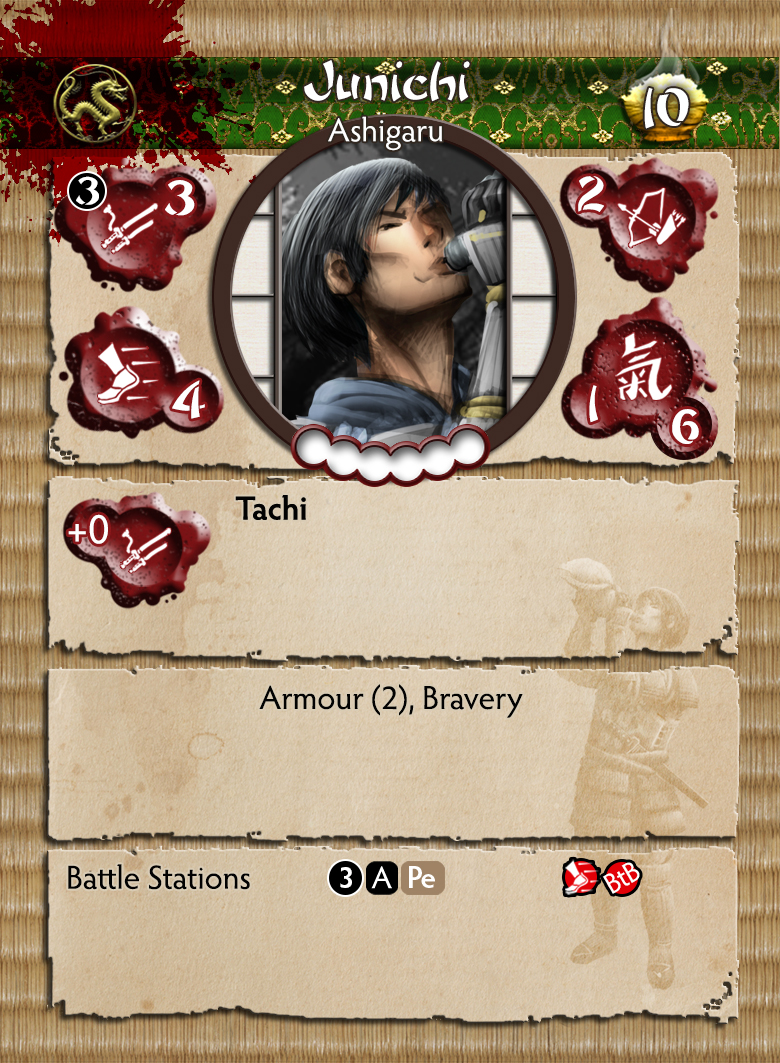 Junichi
10
Ashigaru
3 3
2
4
氣
1 6
+0
Tachi
Armour (2), Bravery
Battle Stations 3 A Pe BtB